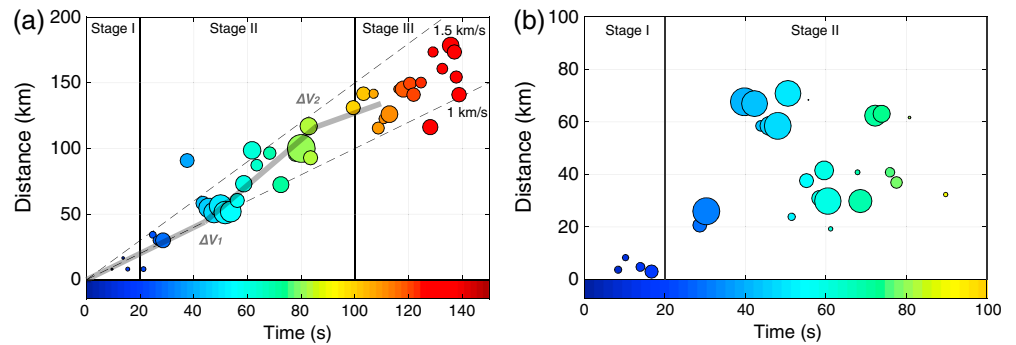 (a)
Stage I
Stage II
Stage III
1.5 km/s
1 km/s
ΔV2
ΔV1
Distance (km)
200
150
100
50
0
0 20 40 60 80 100 120 140
Time (s)
(b)
Stage I
Stage II
Distance (km)
100
80
60
40
20
0
0 20 40 60 80 100
Time (s)